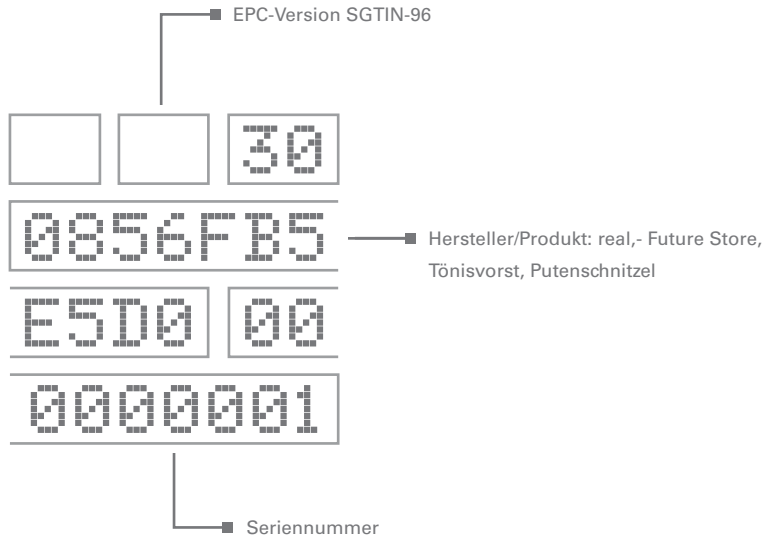 EPC-Version SGTIN-96
30
0856FB5
Hersteller/Produkt: real,- Future Store,
Tönisvorst, Putenschnitzel
E5D0 00
0000001
Seriennummer